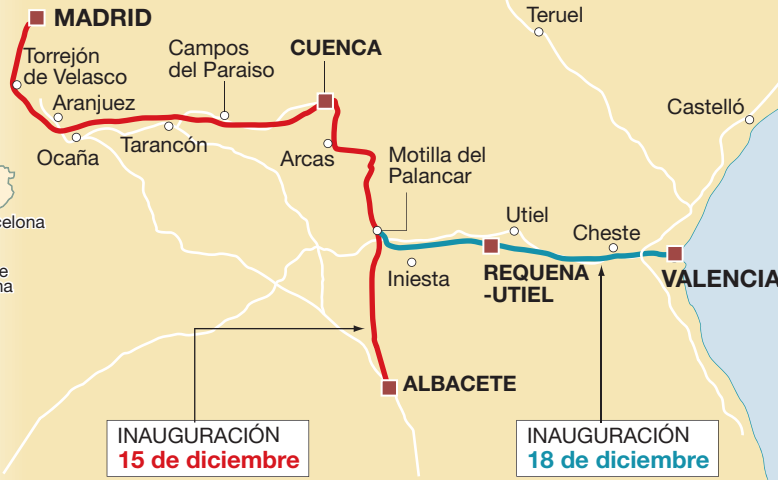 MADRID
Teruel
Torrejón
de Velasco
Campos
del Paraiso
CUENCA
Aranjuez
Castelló
Ocaña
Tarancón
Arcas
Motilla del
Palancar
Utiel
Cheste
Iniesta
REQUENA
-UTIEL
VALENCIA
ALBACETE
INAUGURACIÓN
15 de diciembre
INAUGURACIÓN
18 de diciembre